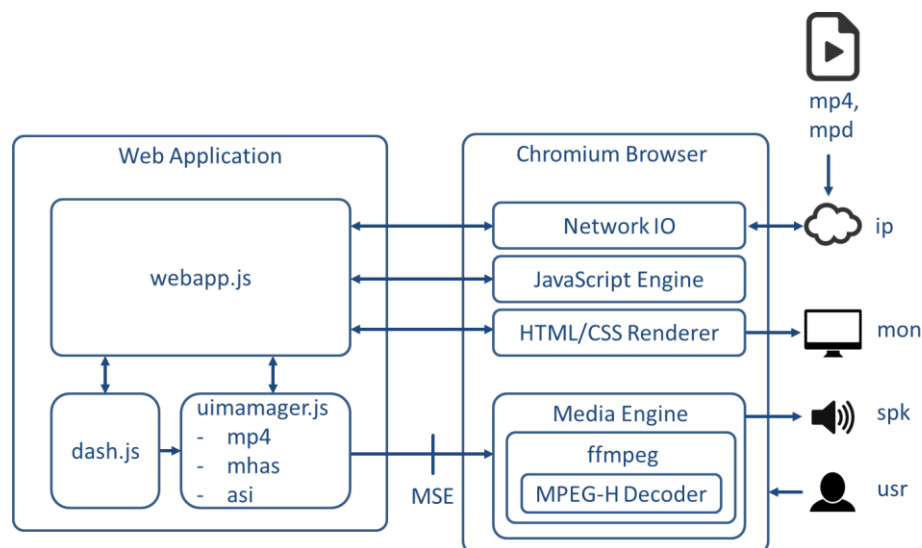 mp4,
mpd
Web Application
Chromium Browser
Network IO
ip
webapp.js
JavaScript Engine
HTML/CSS Renderer
mon
uimamager.js
- mp4
- mhas
- asi
dash.js
MSE
Media Engine
spk
ffmpeg
MPEG-H Decoder
usr